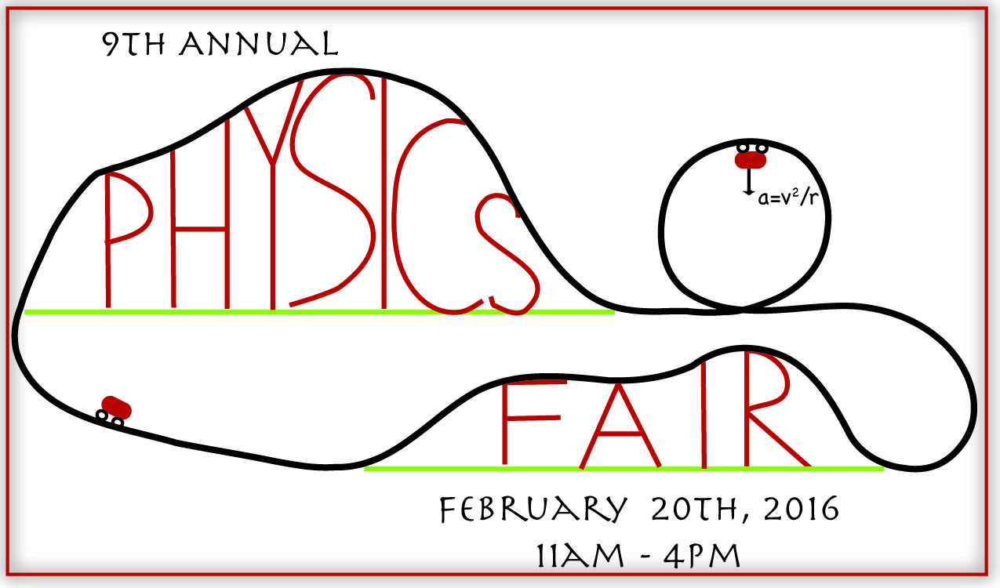 9TH ANNUAL
PHYSICS
a=v²/r
FAIR
FEBRUARY 20TH, 2016
11AM - 4PM